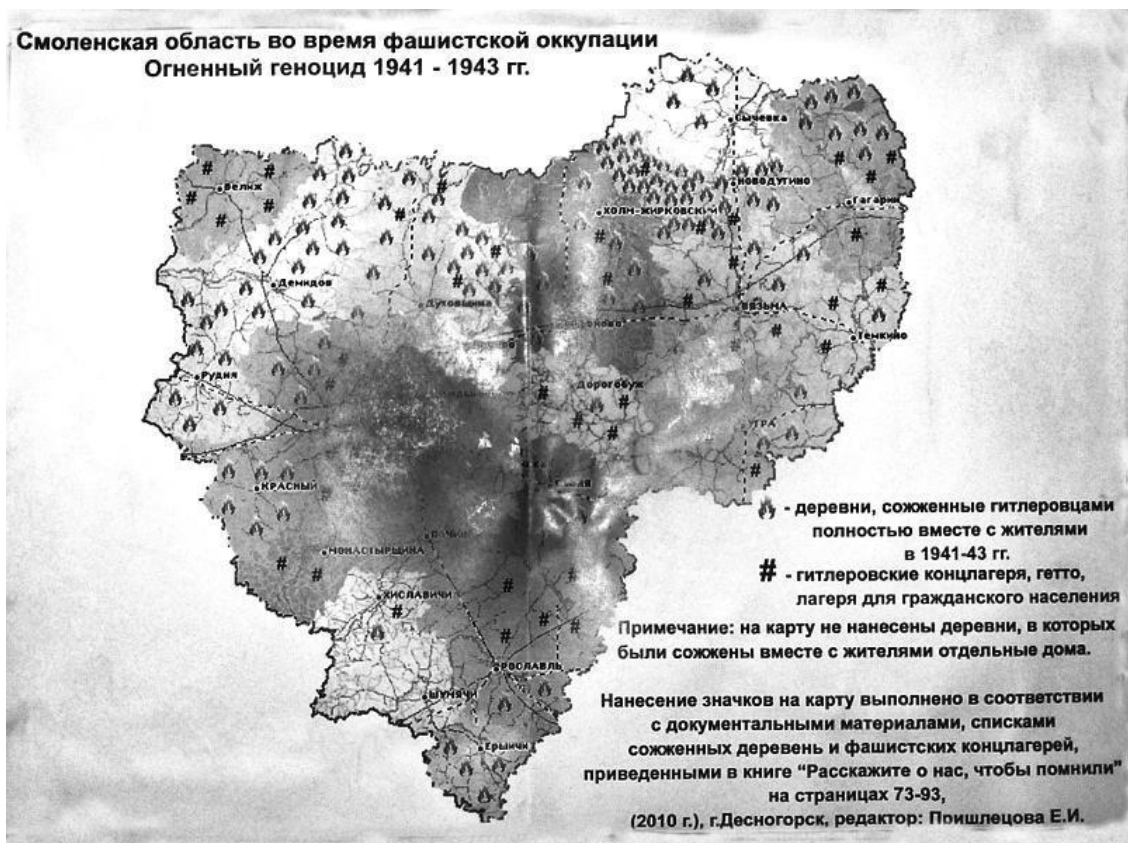 Смоленская область во время фашистской оккупации
Огненный геноцид 1941 - 1943 гг.
Сычевка
Велиж
Новодугино
Гагарин
Холм-Жирковский
Демидов
Духовщина
Вязьма
Темкино
Рудня
Дорогобуж
Красный
Монастырщина
Хиславичи
Рославль
Шумячи
Ершичи
- деревни, сожженные гитлеровцами
полностью вместе с жителями
в 1941-43 гг.
# - гитлеровские концлагеря, гетто,
лагеря для гражданского населения
Примечание: на карту не нанесены деревни, в которых
были сожжены вместе с жителями отдельные дома.
Нанесение значков на карту выполнено в соответствии
с документальными материалами, списками
сожженных деревень и фашистских концлагерей,
приведенными в книге “Расскажите о нас, чтобы помнили”
на страницах 73-93,
(2010 г.), г.Десногорск, редактор: Пришлецова Е.И.